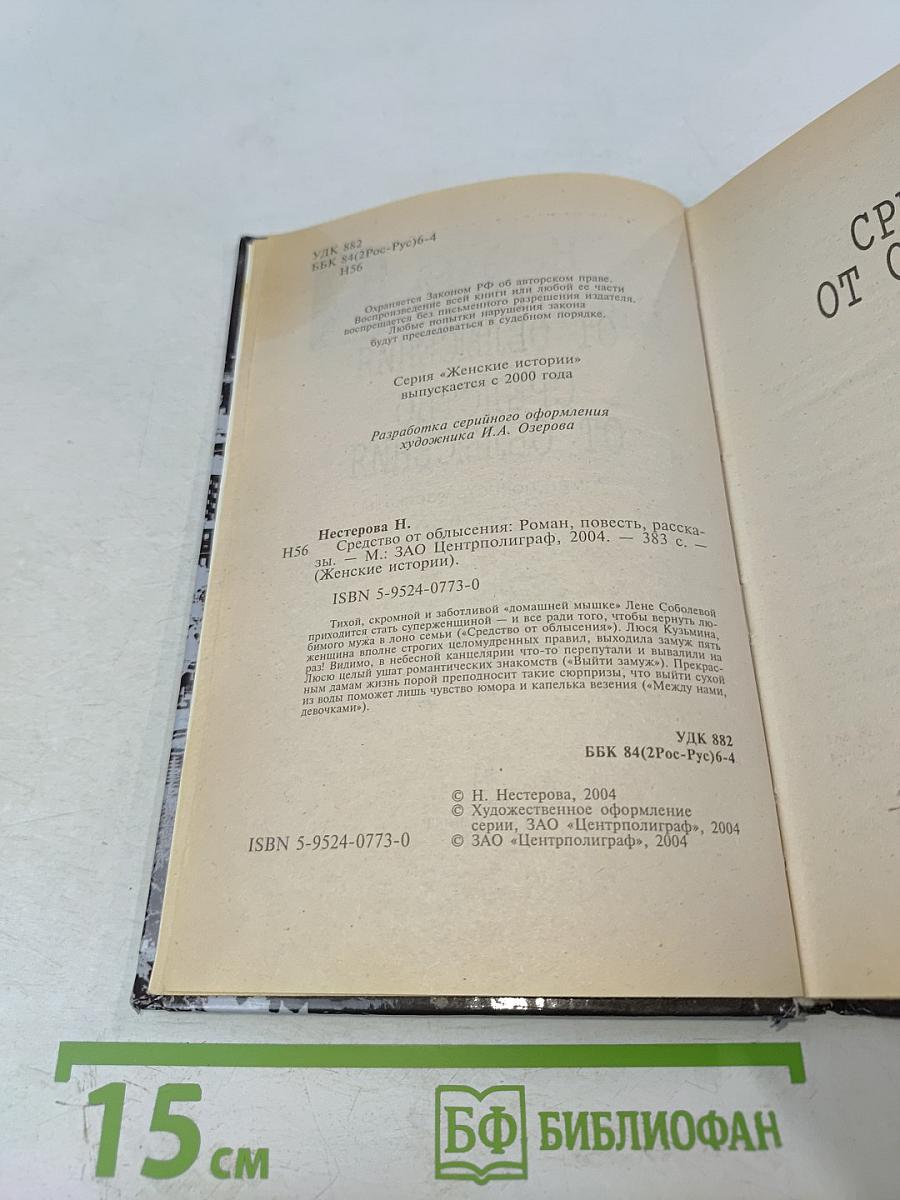 УДК 882
ББК 84(2Рос-Рус)6-4
Н56
Охраняется Законом РФ об авторском праве.
Воспроизведение всей книги или любой ее части
воспрещается без письменного разрешения издателя.
Любые попытки нарушения закона
будут преследоваться в судебном порядке.
Серия «Женские истории»
выпускается с 2000 года
Разработка серийного оформления
художника И.А. Озерова
Нестерова Н.
Н56 Средство от облысения: Роман, повесть, расска-
зы. — М.: ЗАО Центрполиграф, 2004. — 383 с. —
(Женские истории).
ISBN 5-9524-0773-0
Тихой, скромной и заботливой «домашней мышке» Лене Соболевой
приходится стать суперженщиной — и все ради того, чтобы вернуть лю-
бимого мужа в лоно семьи («Средство от облысения»). Люся Кузьмина,
женщина вполне строгих целомудренных правил, выходила замуж пять
раз! Видимо, в небесной канцелярии что-то перепутали и вывалили на
Люсю целый ушат романтических знакомств («Выйти замуж»). Прекрас-
ным дамам жизнь порой преподносит такие сюрпризы, что выйти сухой
из воды поможет лишь чувство юмора и капелька везения («Между нами,
девочками»).
УДК 882
ББК 84(2Рос-Рус)6-4
© Н. Нестерова, 2004
© Художественное оформление
серии, ЗАО «Центрполиграф», 2004
ISBN 5-9524-0773-0 © ЗАО «Центрполиграф», 2004
ОТ
15 см
БФ БИБЛИОФАН